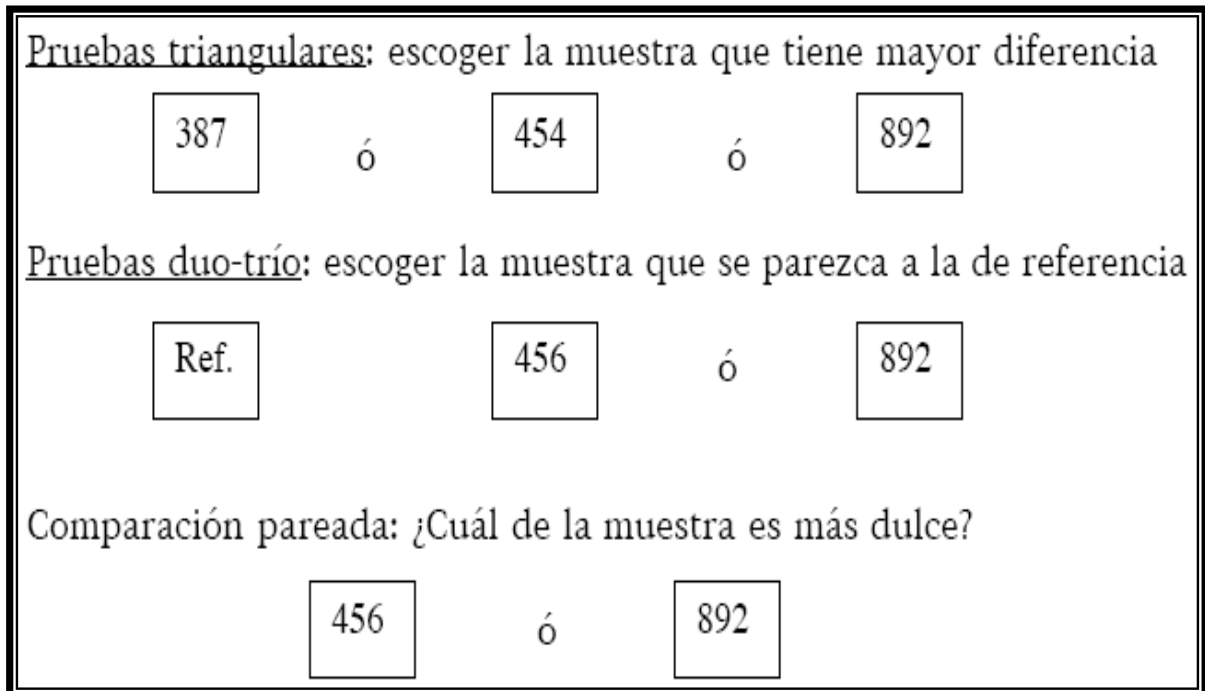 Pruebas triangulares: escoger la muestra que tiene mayor diferencia
387 ó 454 ó 892
Pruebas duo-trío: escoger la muestra que se parezca a la de referencia
Ref. 456 ó 892
Comparación pareada: ¿Cuál de la muestra es más dulce?
456 ó 892